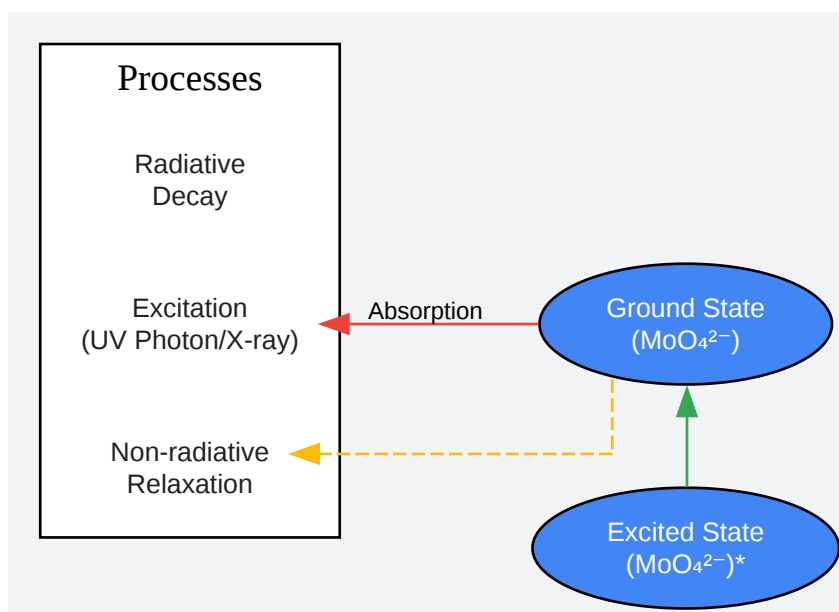 Processes
Radiative
Decay
Excitation
(UV Photon/X-ray)
Non-radiative
Relaxation
Absorption
Ground State
(MoO₄²⁻)
Excited State
(MoO₄²⁻)*